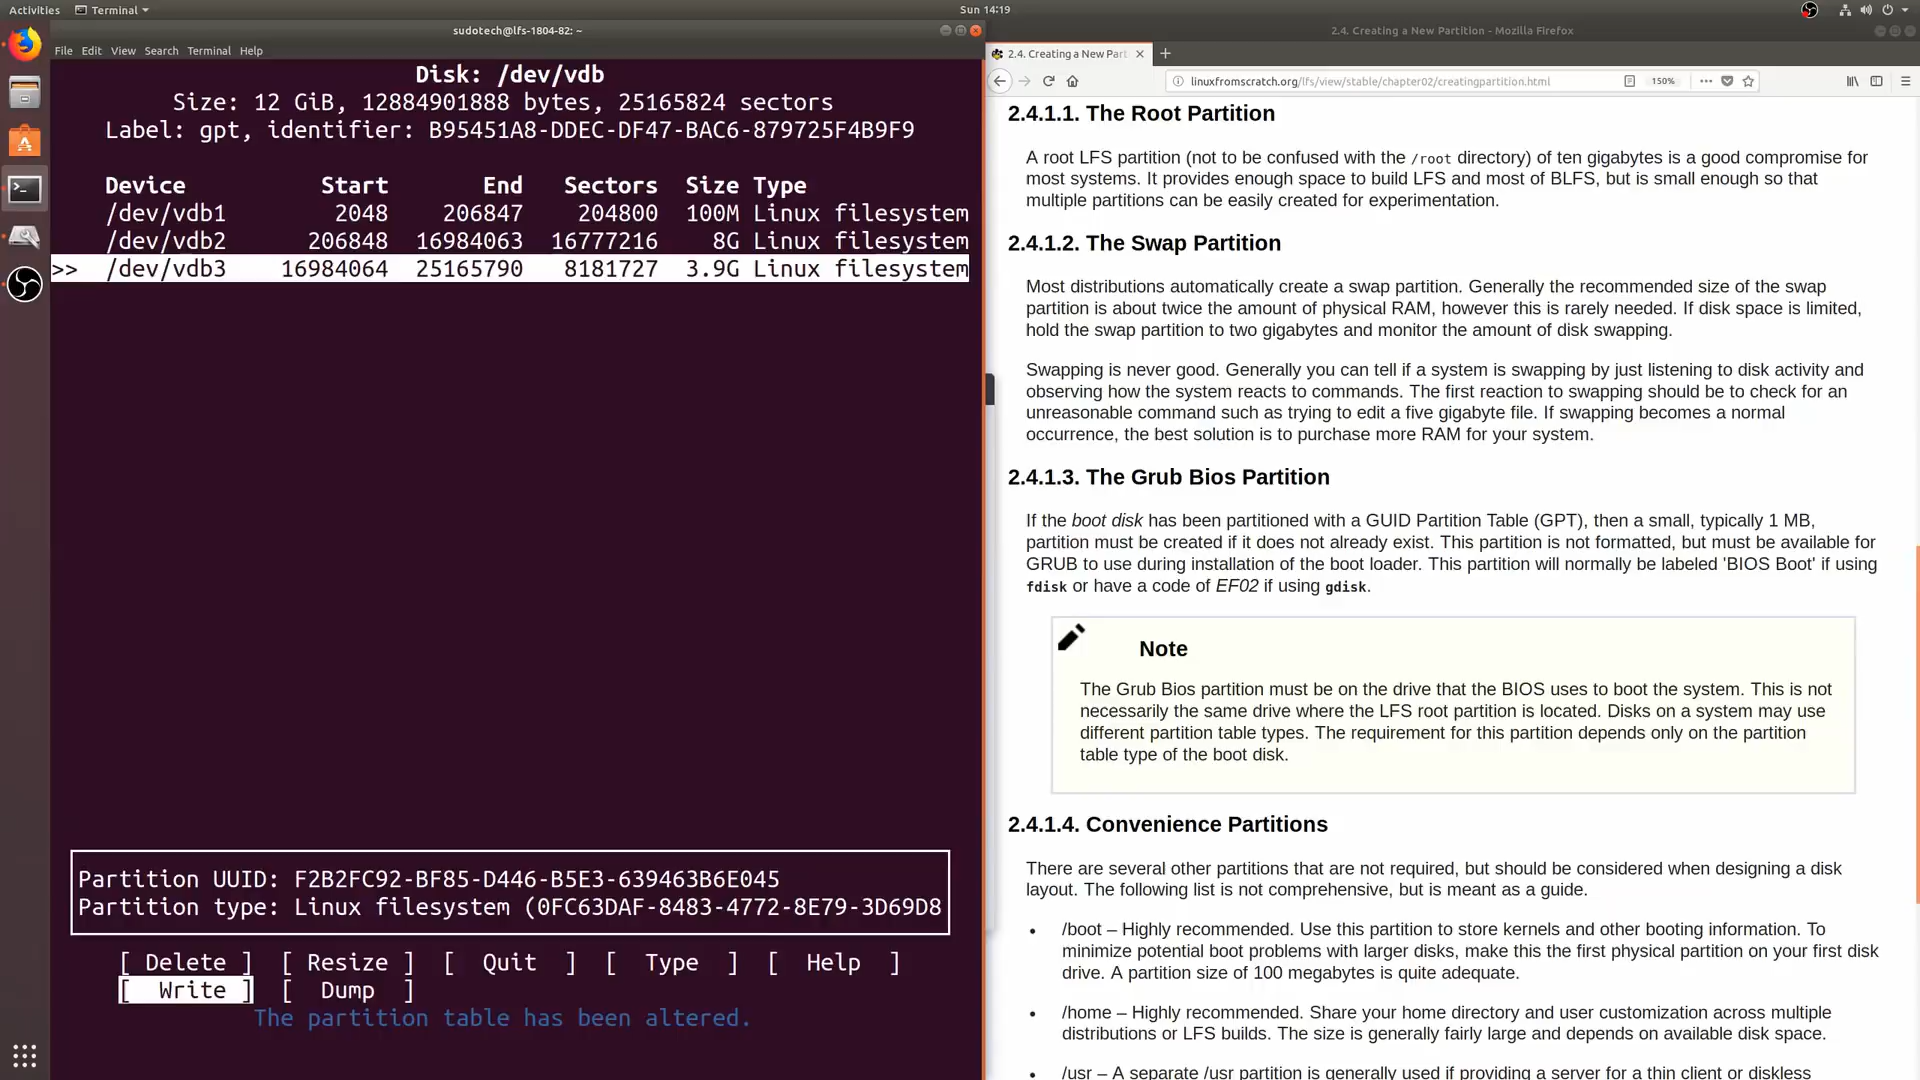 Activities
Terminal
Sun 14:19
sudotech@lfs-1804-82: ~
File Edit View Search Terminal Help
Disk: /dev/vdb
Size: 12 GiB, 12884901888 bytes, 25165824 sectors
Label: gpt, identifier: B95451A8-DDEC-DF47-BAC6-879725F4B9F9
Device Start End Sectors Size Type
/dev/vdb1 2048 206847 204800 100M Linux filesystem
/dev/vdb2 206848 16984063 16777216 8G Linux filesystem
>> /dev/vdb3 16984064 25165790 8181727 3.9G Linux filesystem
Partition UUID: F2B2FC92-BF85-D446-B5E3-639463B6E045
Partition type: Linux filesystem (0FC63DAF-8483-4772-8E79-3D69D8
[ Delete ] [ Resize ] [ Quit ] [ Type ] [ Help ]
[ Write ] [ Dump ]
The partition table has been altered.
2.4. Creating a New Partition - Mozilla Firefox
2.4. Creating a New Part
linuxfromscratch.org/lfs/view/stable/chapter02/creatingpartition.html
150%
2.4.1.1. The Root Partition
A root LFS partition (not to be confused with the /root directory) of ten gigabytes is a good compromise for
most systems. It provides enough space to build LFS and most of BLFS, but is small enough so that
multiple partitions can be easily created for experimentation.
2.4.1.2. The Swap Partition
Most distributions automatically create a swap partition. Generally the recommended size of the swap
partition is about twice the amount of physical RAM, however this is rarely needed. If disk space is limited,
hold the swap partition to two gigabytes and monitor the amount of disk swapping.
Swapping is never good. Generally you can tell if a system is swapping by just listening to disk activity and
observing how the system reacts to commands. The first reaction to swapping should be to check for an
unreasonable command such as trying to edit a five gigabyte file. If swapping becomes a normal
occurrence, the best solution is to purchase more RAM for your system.
2.4.1.3. The Grub Bios Partition
If the boot disk has been partitioned with a GUID Partition Table (GPT), then a small, typically 1 MB,
partition must be created if it does not already exist. This partition is not formatted, but must be available for
GRUB to use during installation of the boot loader. This partition will normally be labeled 'BIOS Boot' if using
fdisk or have a code of EF02 if using gdisk.
Note
The Grub Bios partition must be on the drive that the BIOS uses to boot the system. This is not
necessarily the same drive where the LFS root partition is located. Disks on a system may use
different partition table types. The requirement for this partition depends only on the partition
table type of the boot disk.
2.4.1.4. Convenience Partitions
There are several other partitions that are not required, but should be considered when designing a disk
layout. The following list is not comprehensive, but is meant as a guide.
• /boot – Highly recommended. Use this partition to store kernels and other booting information. To
minimize potential boot problems with larger disks, make this the first physical partition on your first disk
drive. A partition size of 100 megabytes is quite adequate.
• /home – Highly recommended. Share your home directory and user customization across multiple
distributions or LFS builds. The size is generally fairly large and depends on available disk space.
• /usr – A separate /usr partition is generally used if providing a server for a thin client or diskless